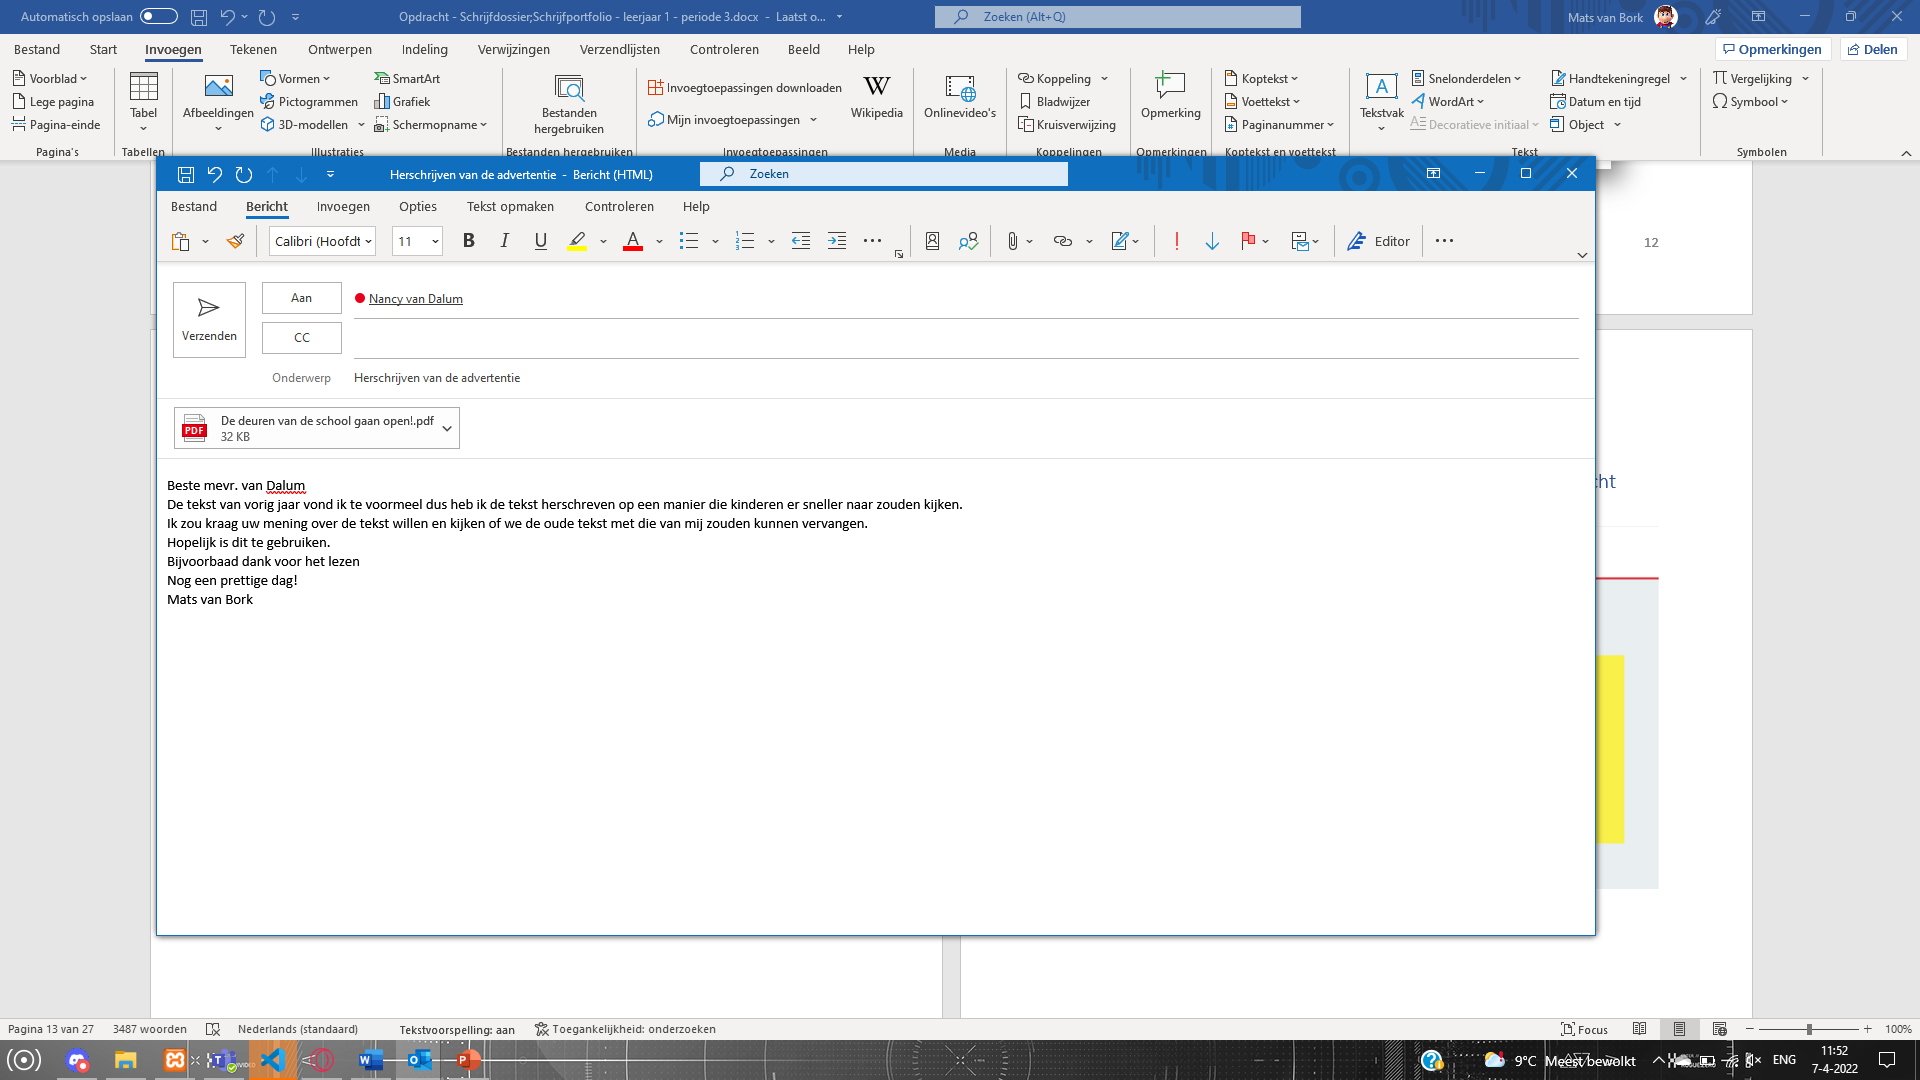 Automatisch opslaan
Opdracht - Schrijfdossier;Schrijfportfolio - leerjaar 1 - periode 3.docx - Laatst o...
Zoeken (Alt+Q)
Mats van Bork
Bestand Start Invoegen Tekenen Ontwerpen Indeling Verwijzingen Verzendlijsten Controleren Beeld Help
Opmerkingen Delen
Voorblad
Lege pagina
Pagina-einde
Pagina's
Tabel
Tabellen
Afbeeldingen
Vormen
Pictogrammen
3D-modellen
SmartArt
Grafiek
Schermopname
Illustraties
Bestanden
hergebruiken
Bestanden hergebruiken
Invoegtoepassingen downloaden
Mijn invoegtoepassingen
Wikipedia
Invoegtoepassingen
Onlinevideo's
Media
Koppeling
Bladwijzer
Kruisverwijzing
Koppelingen
Opmerking
Opmerkingen
Koptekst
Voettekst
Paginanummer
Koptekst en voettekst
Tekstvak
Snelonderdelen
WordArt
Decoratieve initiaal
Handtekeningregel
Datum en tijd
Object
Tekst
Vergelijking
Symbool
Symbolen
Herschrijven van de advertentie - Bericht (HTML)
Zoeken
Bestand Bericht Invoegen Opties Tekst opmaken Controleren Help
Calibri (Hoofdt 11 B I U A Editor
12
Verzenden
Aan
Nancy van Dalum
CC
Onderwerp
Herschrijven van de advertentie
PDF
De deuren van de school gaan open!.pdf
32 KB
Beste mevr. van Dalum
De tekst van vorig jaar vond ik te voormeel dus heb ik de tekst herschreven op een manier die kinderen er sneller naar zouden kijken.
Ik zou kraag uw mening over de tekst willen en kijken of we de oude tekst met die van mij zouden kunnen vervangen.
Hopelijk is dit te gebruiken.
Bijvoorbaad dank voor het lezen
Nog een prettige dag!
Mats van Bork
cht
Pagina 13 van 27 3487 woorden Nederlands (standaard) Tekstvoorspelling: aan Toegankelijkheid: onderzoeken
Focus
100%
9°C Meest bewolkt
ENG
11:52
7-4-2022